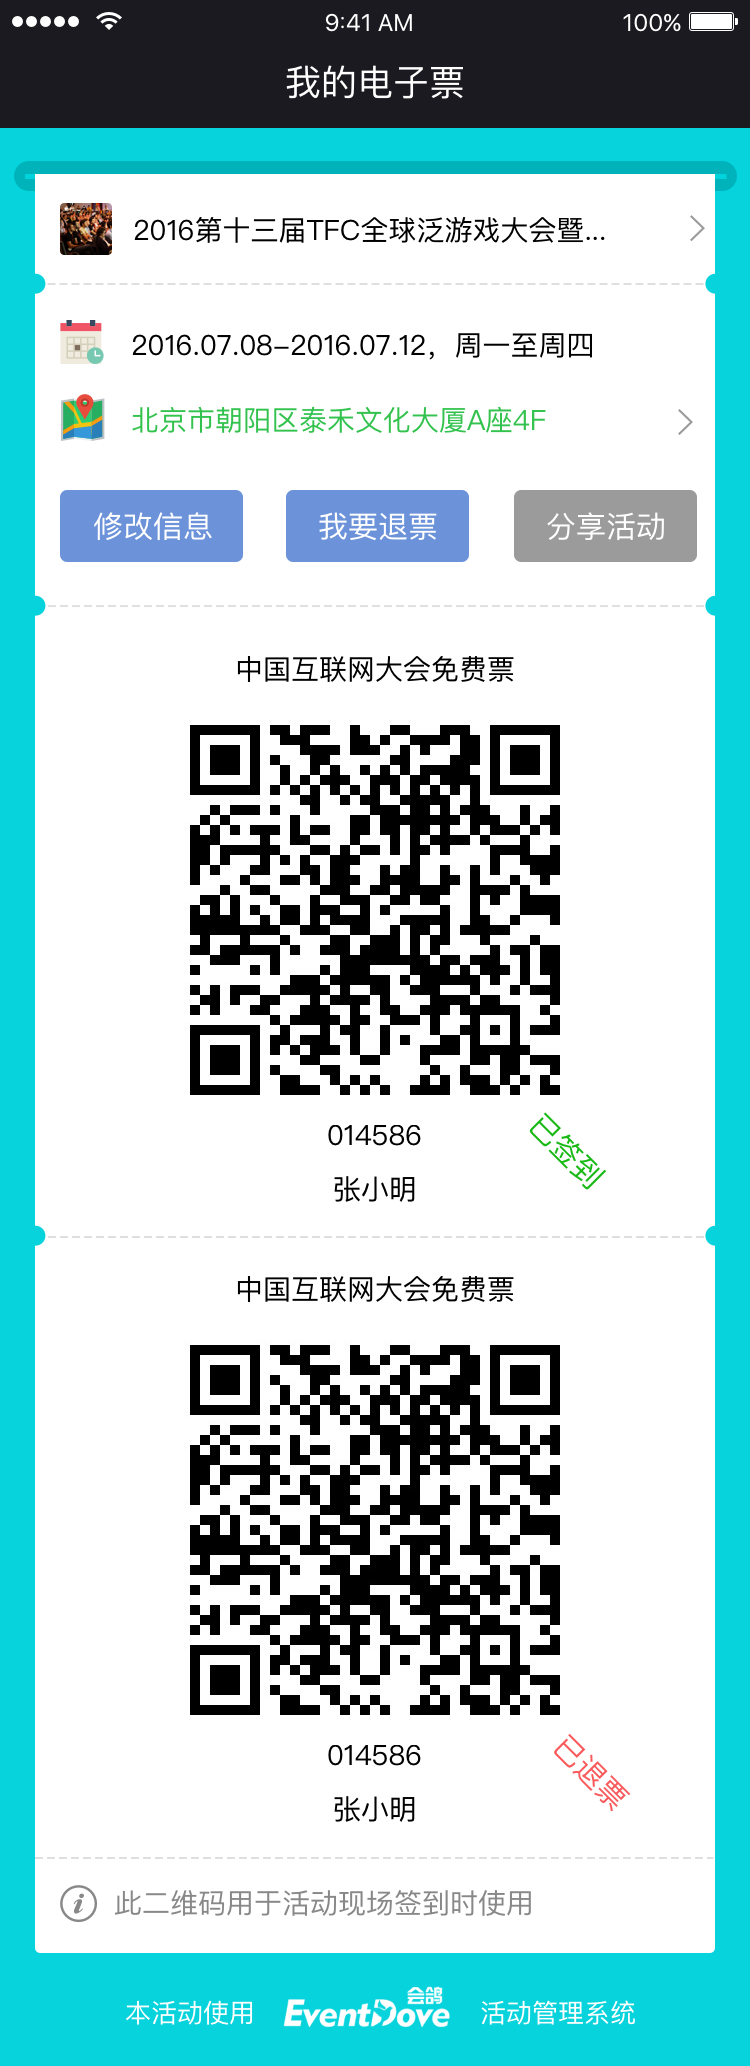 9:41 AM
100%
我的电子票
2016第十三届TFC全球泛游戏大会暨...
2016.07.08-2016.07.12，周一至周四
北京市朝阳区泰禾文化大厦A座4F
修改信息
我要退票
分享活动
中国互联网大会免费票
014586
已签到
张小明
中国互联网大会免费票
014586
已退票
张小明
此二维码用于活动现场签到时使用
本活动使用 EventDove 会鸽 活动管理系统